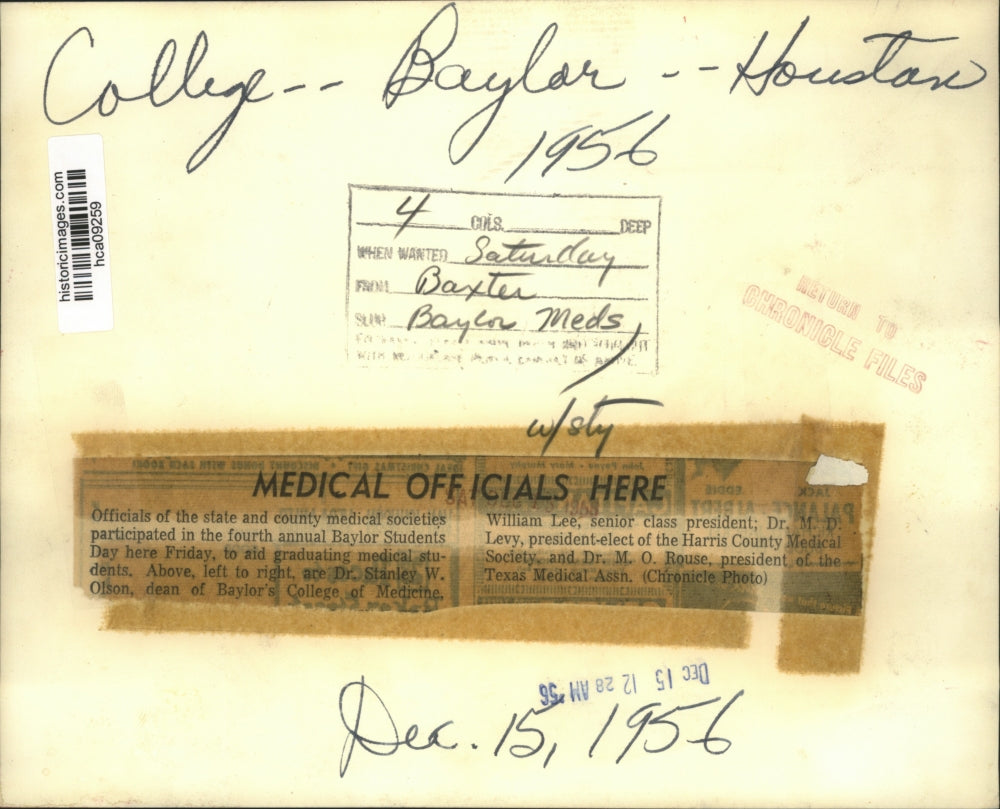 College-- Baylor -- Houston
1956
historicimages.com
hca09259
4 COLS. DEEP
WHEN WANTED Saturday
FROM Baxter
SLUG Baylor Meds
w/sty
RETURN TO
CHRONICLE FILES
MEDICAL OFFICIALS HERE
Officials of the state and county medical societies
participated in the fourth annual Baylor Students
Day here Friday, to aid graduating medical stu-
dents. Above, left to right, are Dr. Stanley W.
Olson, dean of Baylor's College of Medicine,
William Lee, senior class president; Dr. M. D.
Levy, president-elect of the Harris County Medical
Society, and Dr. M. O. Rouse, president of the
Texas Medical Assn. (Chronicle Photo)
DEC 15 12 28 AM '56
Dec. 15, 1956